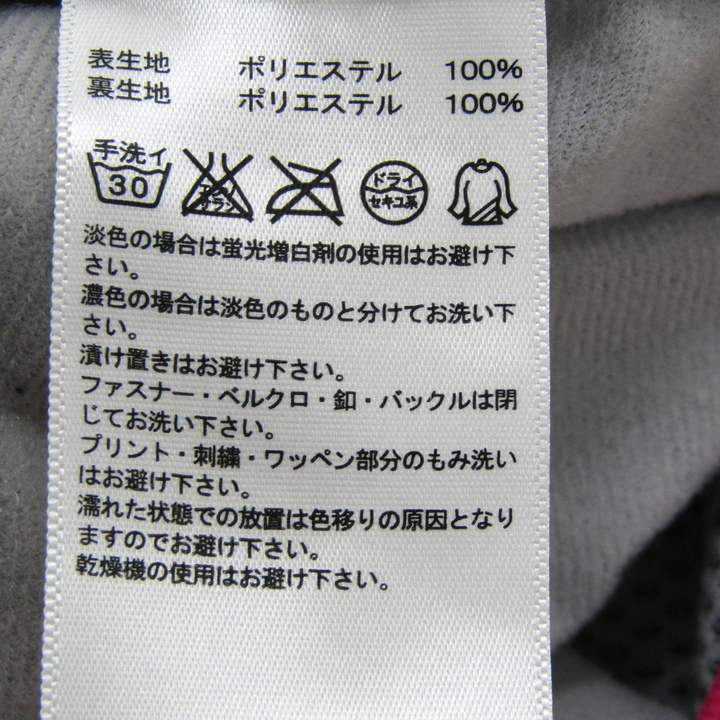 表生地 ポリエステル 100%
裏生地 ポリエステル 100%
手洗イ
30
エンソ
サラシ
ドライ
セキユ系
淡色の場合は蛍光増白剤の使用はお避け下
さい。
濃色の場合は淡色のものと分けてお洗い下
さい。
漬け置きはお避け下さい。
ファスナー・ベルクロ・釦・バックルは閉
じてお洗い下さい。
プリント・刺繍・ワッペン部分のもみ洗い
はお避け下さい。
濡れた状態での放置は色移りの原因となり
ますのでお避け下さい。
乾燥機の使用はお避け下さい。